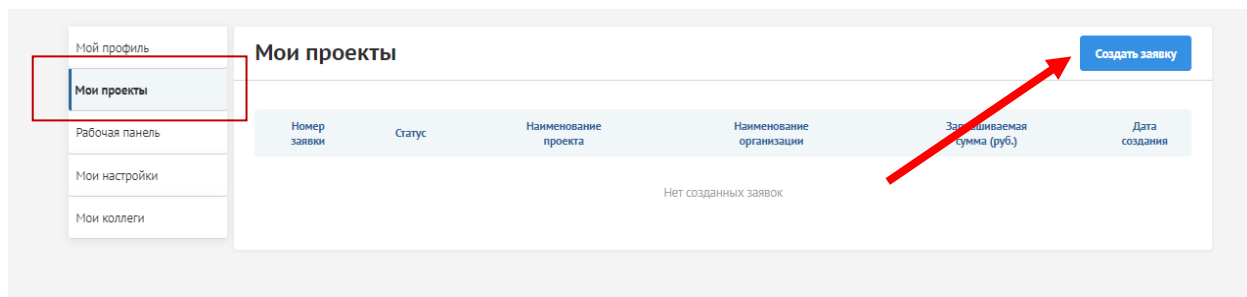 Мой профиль
Мои проекты
Рабочая панель
Мои настройки
Мои коллеги
Мои проекты
Создать заявку
Номер
заявки
Статус
Наименование
проекта
Наименование
организации
Запрашиваемая
сумма (руб.)
Дата
создания
Нет созданных заявок